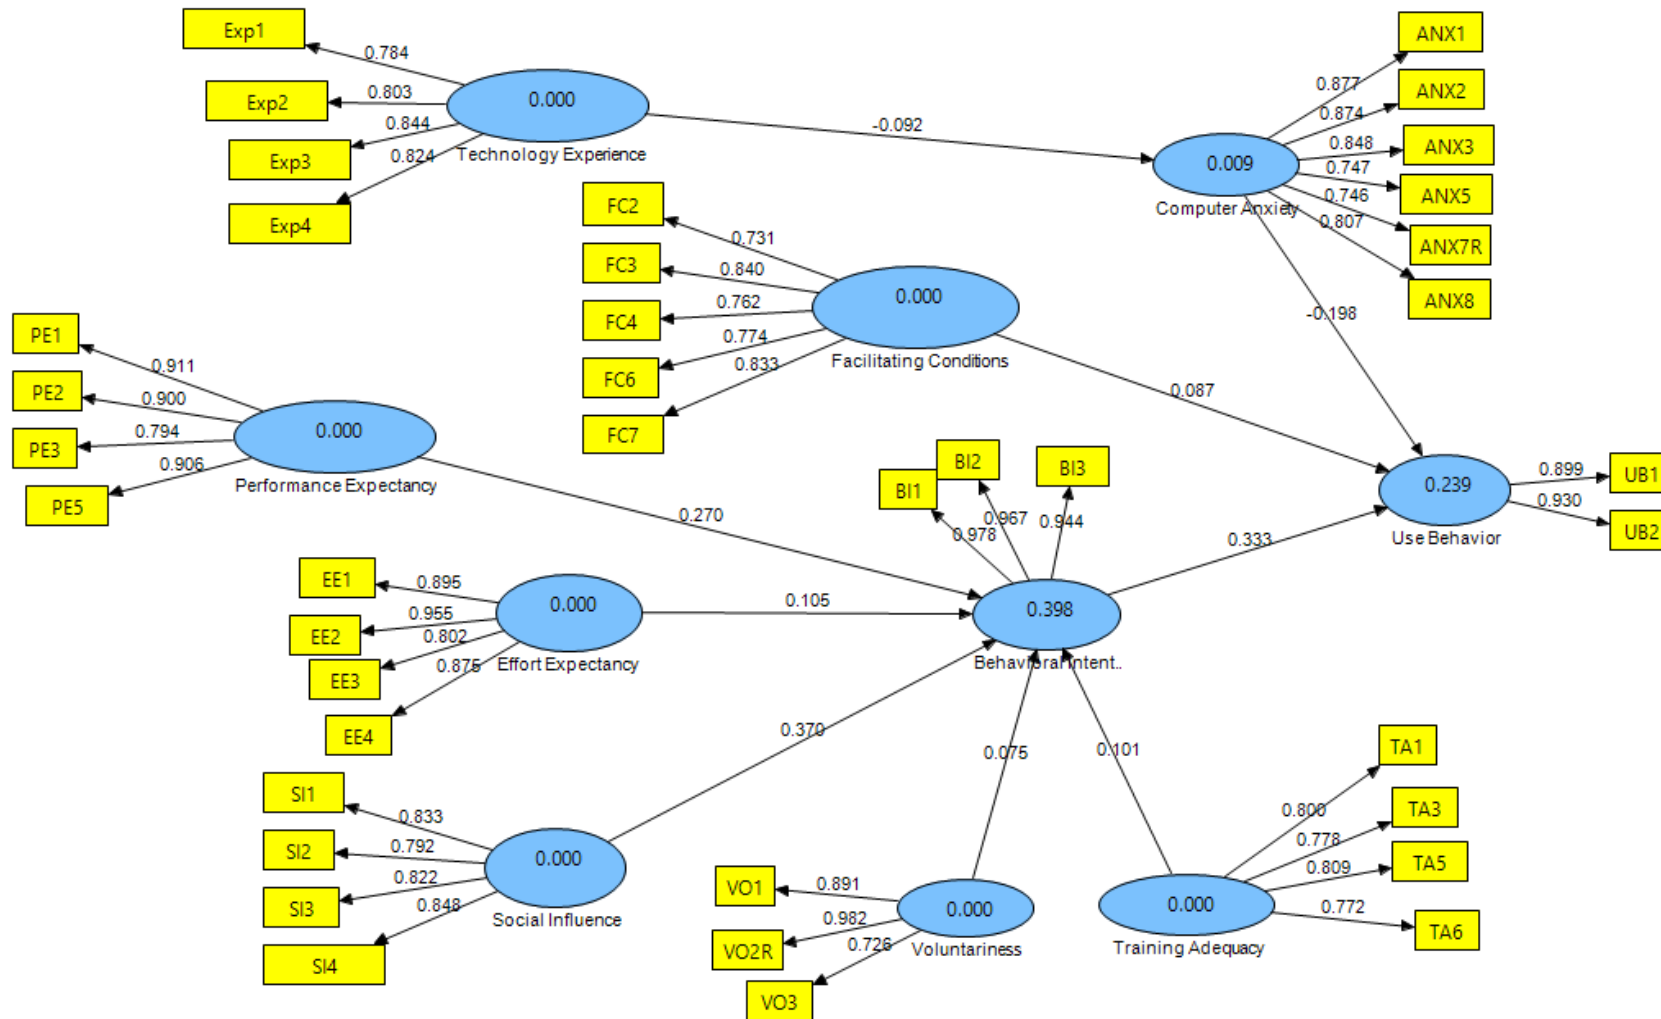 Exp1
0.784
Exp2
0.803
Exp3
0.844
Exp4
0.824
0.000
Technology Experience
-0.092
0.009
Computer Anxiety
ANX1
0.877
ANX2
0.874
ANX3
0.848
ANX5
0.747
ANX7R
0.746
ANX8
0.807
-0.198
FC2
0.731
FC3
0.840
FC4
0.762
FC6
0.774
FC7
0.833
0.000
Facilitating Conditions
0.087
PE1
0.911
PE2
0.900
PE3
0.794
PE5
0.906
0.000
Performance Expectancy
0.270
BI1
0.978
BI2
0.967
BI3
0.944
0.398
Behavioral Intent..
0.333
0.239
Use Behavior
UB1
0.899
UB2
0.930
EE1
0.895
EE2
0.955
EE3
0.802
EE4
0.875
0.000
Effort Expectancy
0.105
SI1
0.833
SI2
0.792
SI3
0.822
SI4
0.848
0.000
Social Influence
0.370
VO1
0.891
VO2R
0.982
VO3
0.726
0.000
Voluntariness
0.075
0.000
Training Adequacy
0.101
TA1
0.800
TA3
0.778
TA5
0.809
TA6
0.772